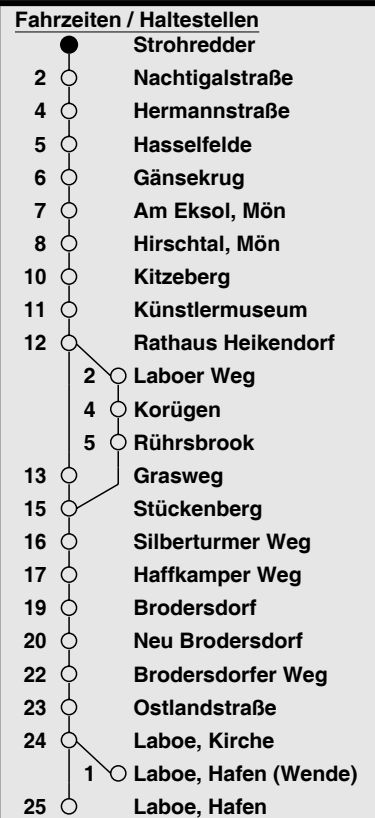 Fahrzeiten / Haltestellen
Strohredder
2 Nachtigalstraße
4 Hermannstraße
5 Hasselfelde
6 Gänsekrug
7 Am Eksol, Mön
8 Hirschtal, Mön
10 Kitzeberg
11 Künstlermuseum
12 Rathaus Heikendorf
2 Laboer Weg
4 Korügen
5 Rührsbrook
13 Grasweg
15 Stückenberg
16 Silberturmer Weg
17 Haffkamper Weg
19 Brodersdorf
20 Neu Brodersdorf
22 Brodersdorfer Weg
23 Ostlandstraße
24 Laboe, Kirche
1 Laboe, Hafen (Wende)
25 Laboe, Hafen